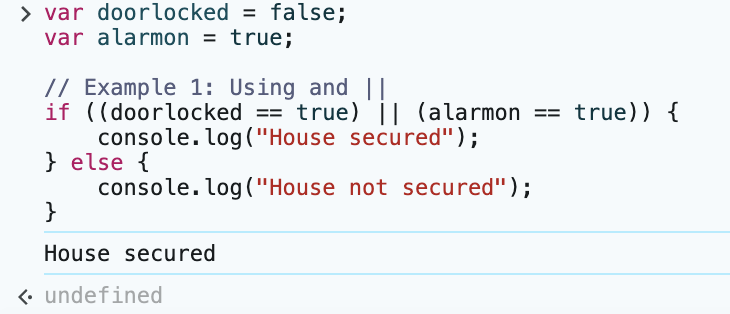 var doorlocked = false;
var alarmon = true;
// Example 1: Using and ||
if ((doorlocked == true) || (alarmon == true)) {
    console.log("House secured");
} else {
    console.log("House not secured");
}
House secured
undefined